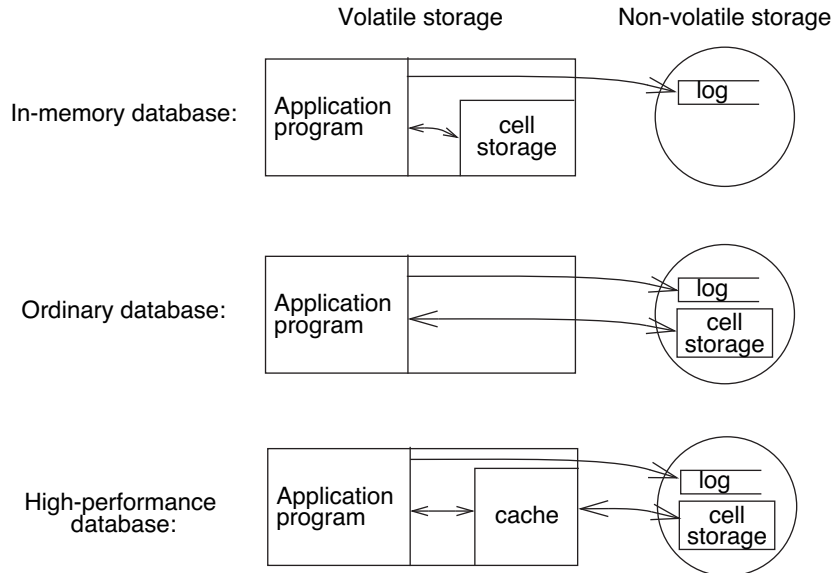 Volatile storage
Non-volatile storage
In-memory database:
Application
program
cell
storage
log
Ordinary database:
Application
program
log
cell
storage
High-performance
database:
Application
program
cache
log
cell
storage